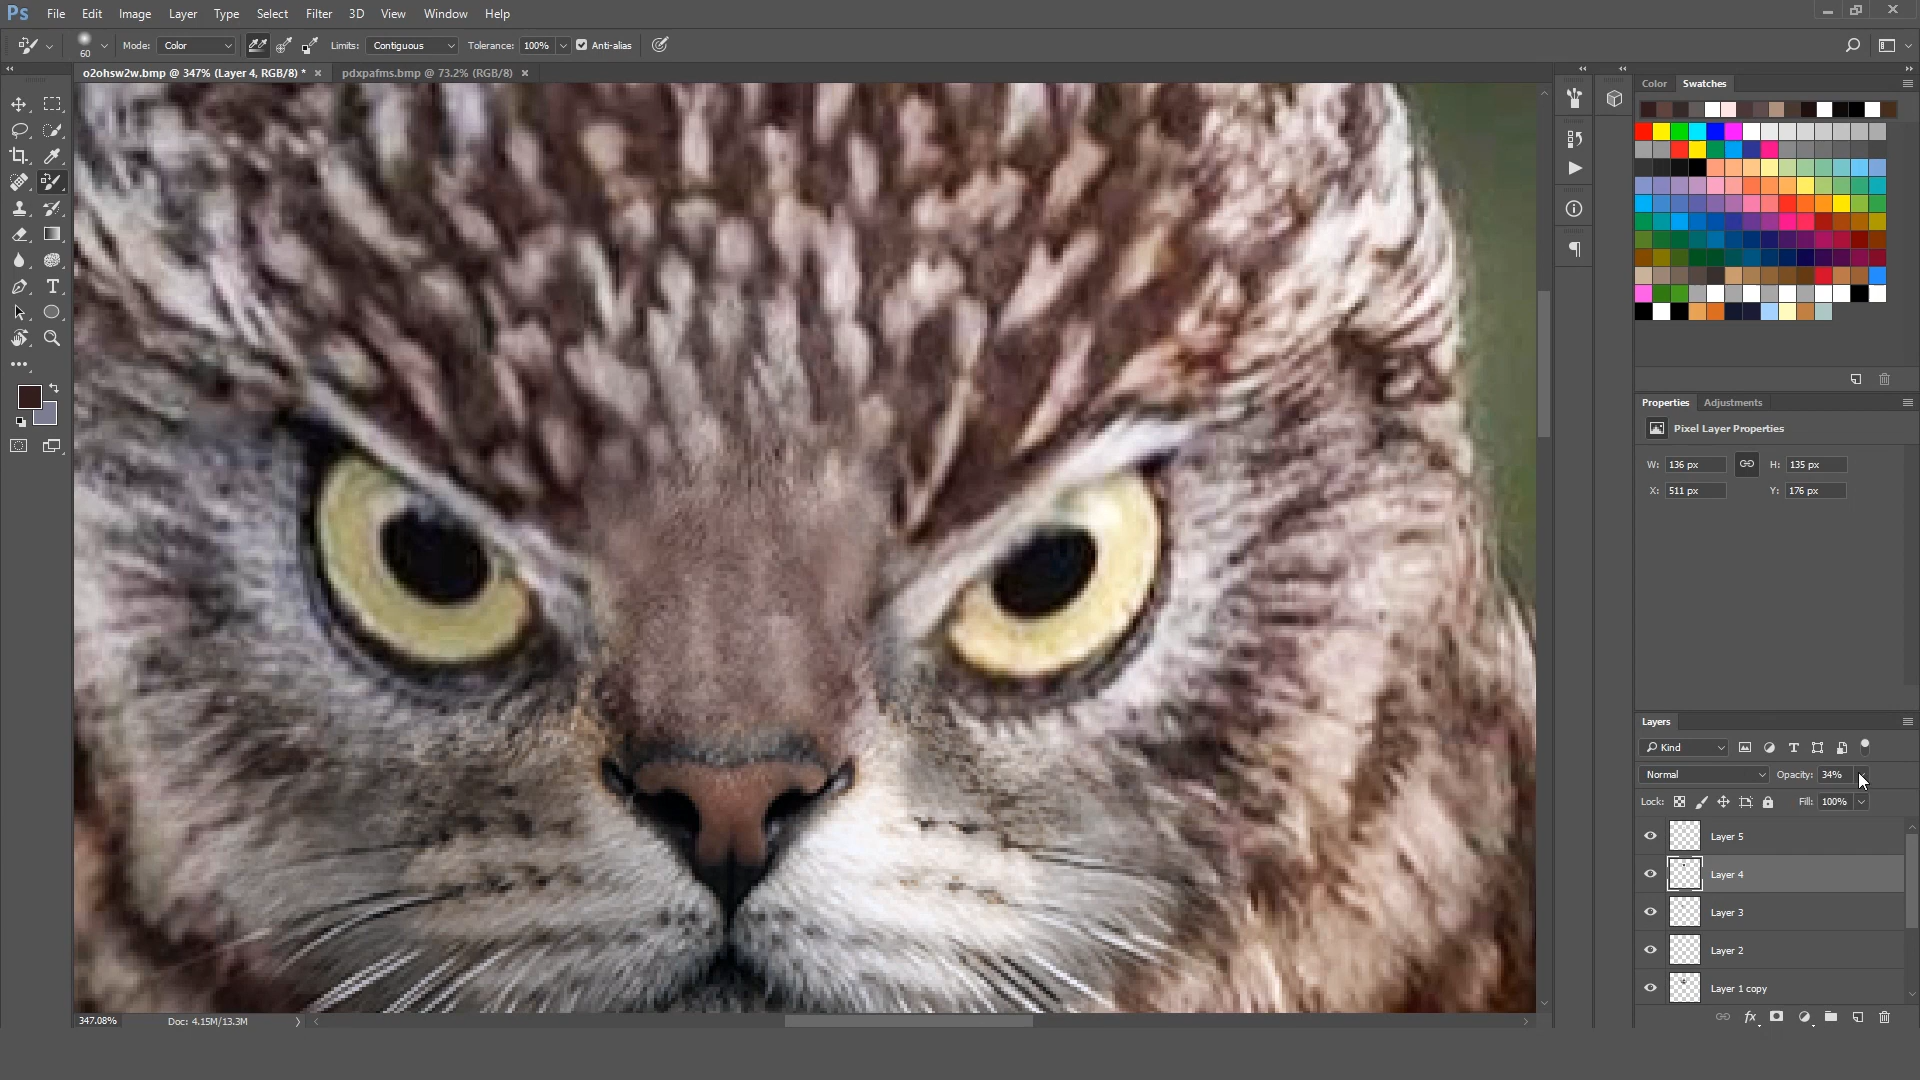 Ps File Edit Image Layer Type Select Filter 3D View Window Help
60 Mode: Color Limits: Contiguous Tolerance: 100% Anti-alias
o2ohsw2w.bmp @ 347% (Layer 4, RGB/8) * × pdxpafms.bmp @ 73.2% (RGB/8) ×
Color Swatches
Properties Adjustments
Pixel Layer Properties
W: 136 px H: 135 px
X: 511 px Y: 176 px
Layers
Kind
Normal Opacity: 34%
Lock: Fill: 100%
Layer 5
Layer 4
Layer 3
Layer 2
Layer 1 copy
347.08% Doc: 4.15M/13.3M